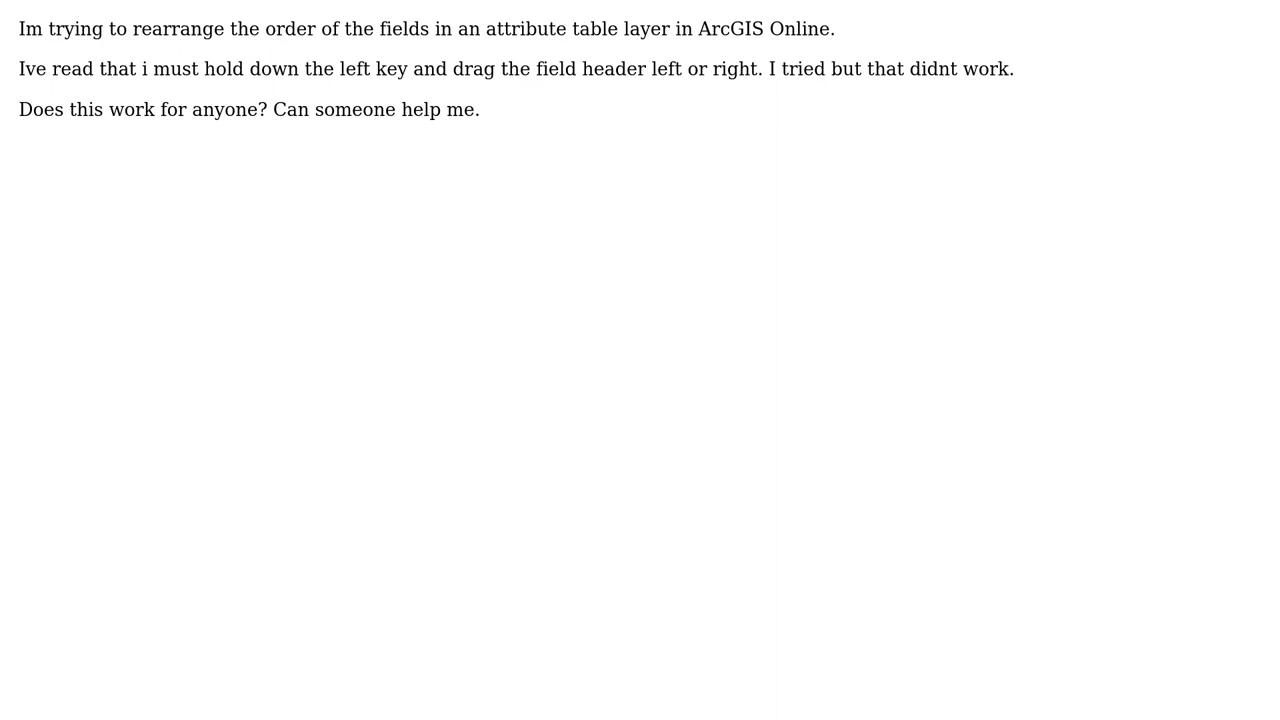 Im trying to rearrange the order of the fields in an attribute table layer in ArcGIS Online.
Ive read that i must hold down the left key and drag the field header left or right. I tried but that didnt work.
Does this work for anyone? Can someone help me.